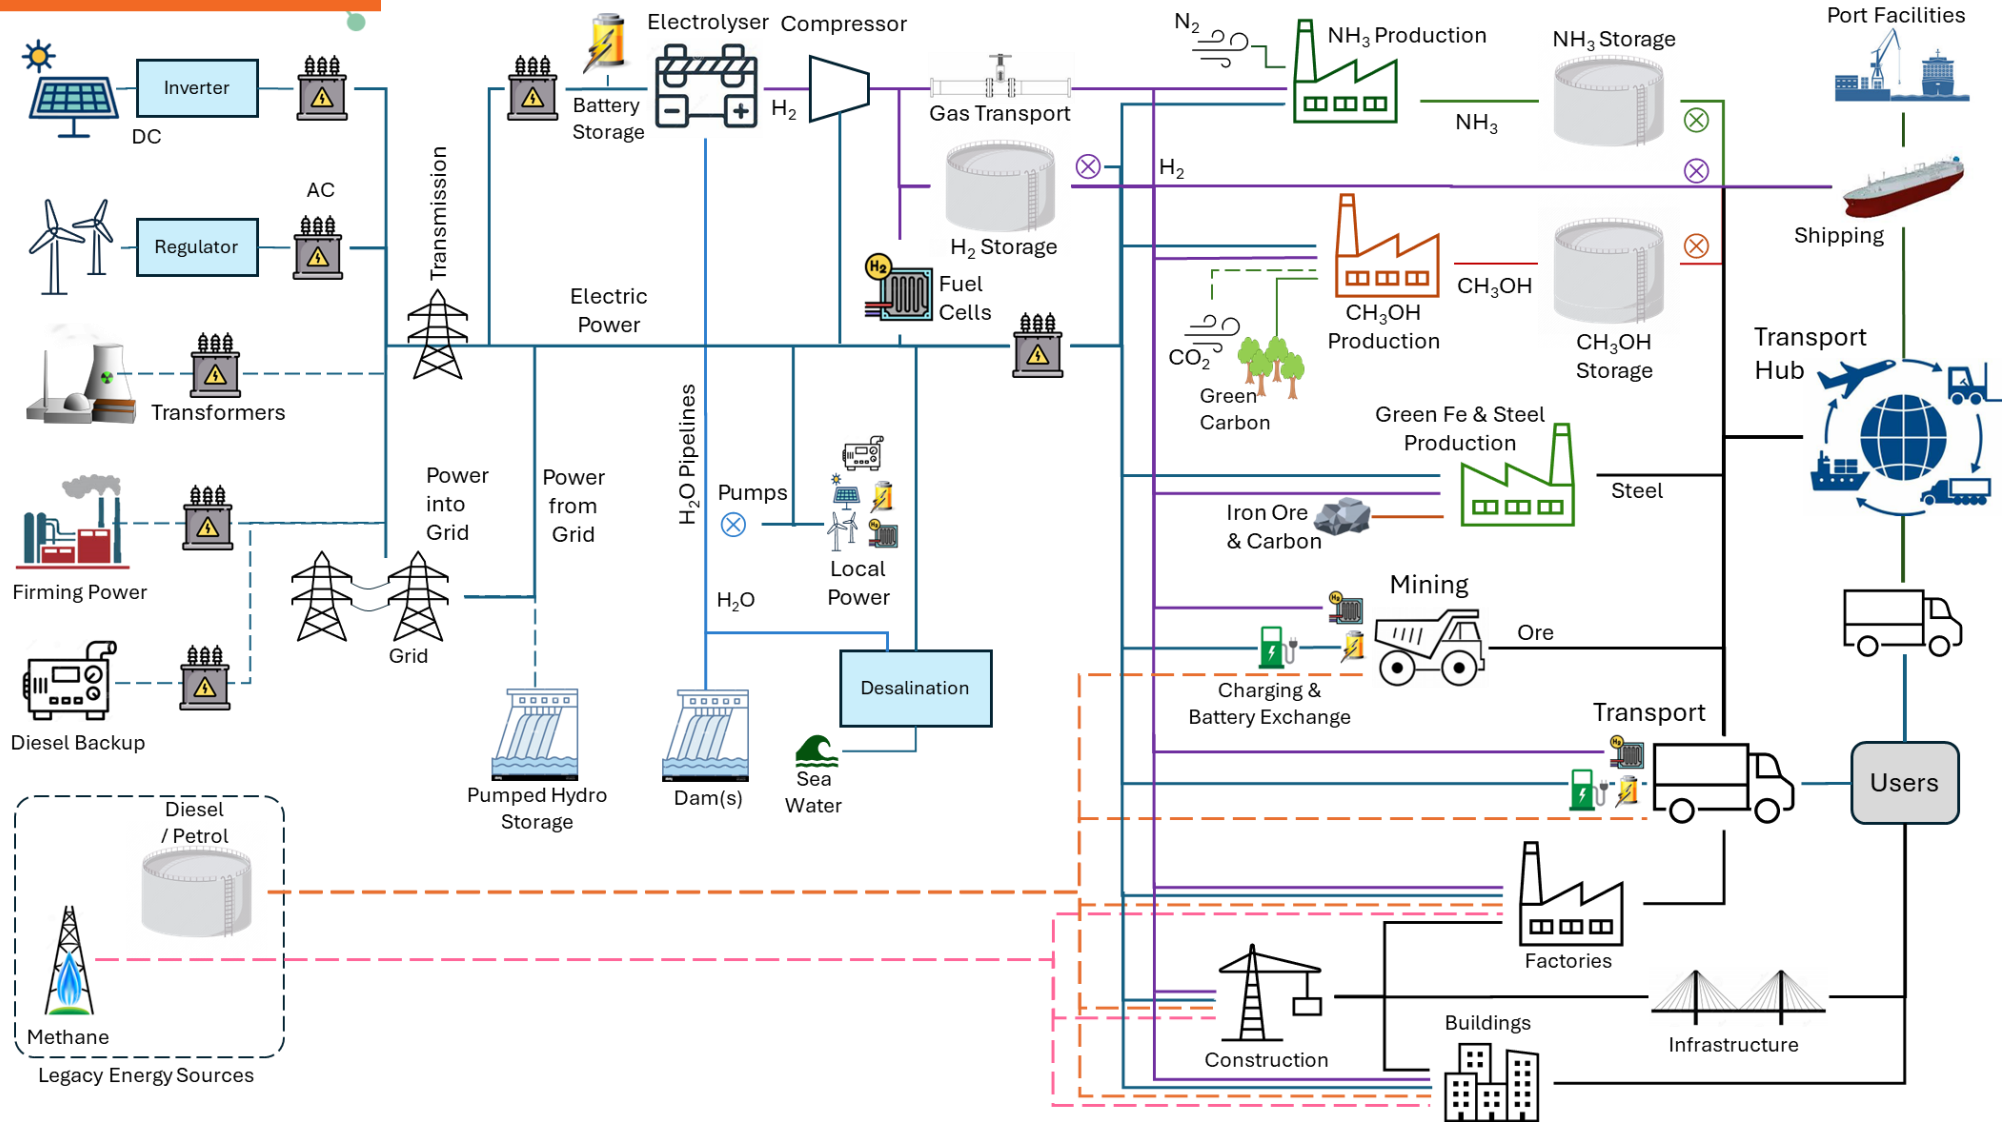 Electrolyser
Compressor
N2
NH3 Production
NH3 Storage
Port Facilities
Inverter
DC
Battery
Storage
H2
Gas Transport
NH3
Transmission
H2
AC
Regulator
H2 Storage
Shipping
H2
Fuel
Cells
Electric
Power
CH3OH
CH3OH
Production
CH3OH
Storage
CO2
Green
Carbon
Transport
Hub
Transformers
Green Fe & Steel
Production
Power
into
Grid
Power
from
Grid
H2O Pipelines
Pumps
Steel
Iron Ore
& Carbon
Local
Power
Firming Power
H2O
Mining
H2
Ore
Grid
Desalination
Charging &
Battery Exchange
Transport
H2
Diesel Backup
Sea
Water
Pumped Hydro
Storage
Dam(s)
Users
Diesel
/ Petrol
Factories
Methane
Legacy Energy Sources
Construction
Buildings
Infrastructure